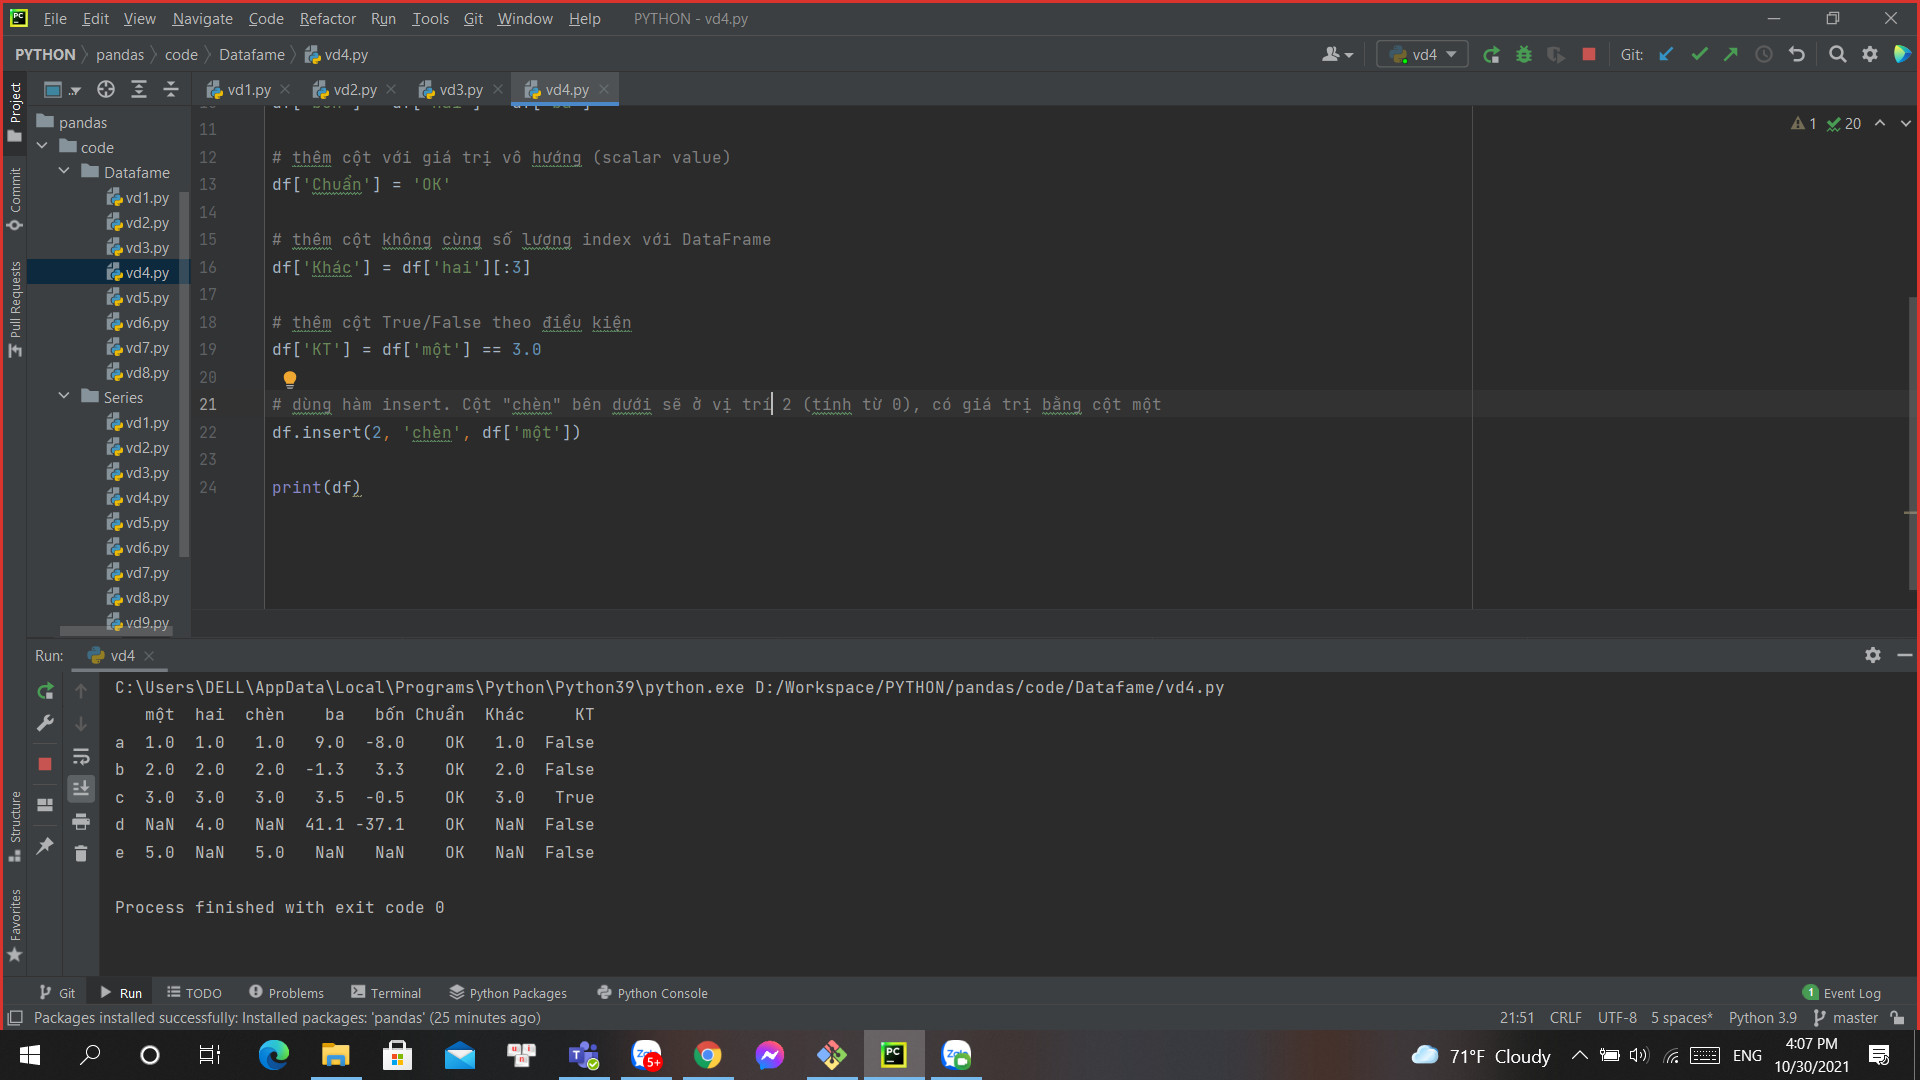 File Edit View Navigate Code Refactor Run Tools Git Window Help PYTHON - vd4.py
PYTHON pandas code Datafame vd4.py
vd4
Git:
Project
vd1.py
vd2.py
vd3.py
vd4.py
pandas
code
Datafame
vd1.py
vd2.py
vd3.py
vd4.py
vd5.py
vd6.py
vd7.py
vd8.py
Series
vd1.py
vd2.py
vd3.py
vd4.py
vd5.py
vd6.py
vd7.py
vd8.py
vd9.py
Commit
Pull Requests
1 20
11
12 # thêm cột với giá trị vô hướng (scalar value)
13 df['Chuẩn'] = 'OK'
14
15 # thêm cột không cùng số lượng index với DataFrame
16 df['Khác'] = df['hai'][:3]
17
18 # thêm cột True/False theo điều kiện
19 df['KT'] = df['một'] == 3.0
20
21 # dùng hàm insert. Cột "chèn" bên dưới sẽ ở vị trí 2 (tính từ 0), có giá trị bằng cột một
22 df.insert(2, 'chèn', df['một'])
23
24 print(df)
Run: vd4
C:\Users\DELL\AppData\Local\Programs\Python\Python39\python.exe D:/Workspace/PYTHON/pandas/code/Datafame/vd4.py
một hai chèn ba bốn Chuẩn Khác KT
a 1.0 1.0 1.0 9.0 -8.0 OK 1.0 False
b 2.0 2.0 2.0 -1.3 3.3 OK 2.0 False
c 3.0 3.0 3.0 3.5 -0.5 OK 3.0 True
d NaN 4.0 NaN 41.1 -37.1 OK NaN False
e 5.0 NaN 5.0 NaN NaN OK NaN False
Process finished with exit code 0
Structure
Favorites
Git Run TODO Problems Terminal Python Packages Python Console 1 Event Log
Packages installed successfully: Installed packages: 'pandas' (25 minutes ago) 21:51 CRLF UTF-8 5 spaces* Python 3.9 master
5+
PC
71°F Cloudy
ENG
4:07 PM
10/30/2021